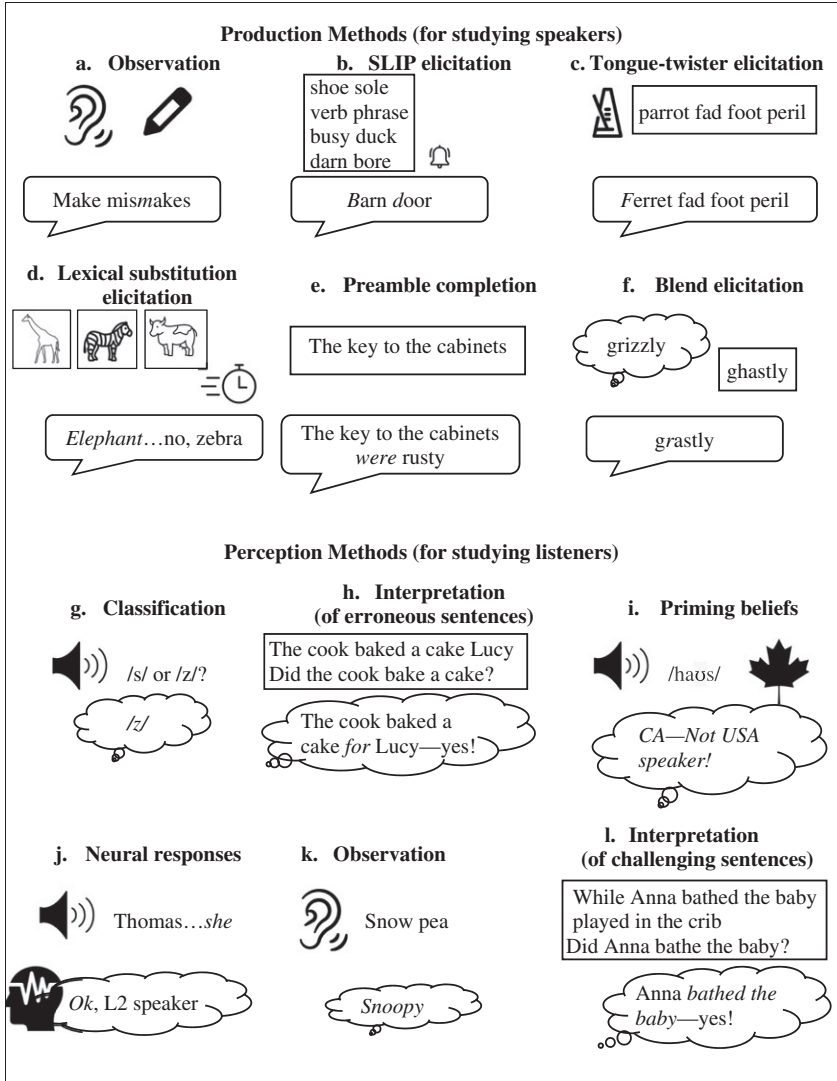 Production Methods (for studying speakers)
a. Observation
Make mismakes
b. SLIP elicitation
shoe sole
verb phrase
busy duck
darn bore
Barn door
c. Tongue-twister elicitation
parrot fad foot peril
Ferret fad foot peril
d. Lexical substitution
elicitation
Elephant…no, zebra
e. Preamble completion
The key to the cabinets
The key to the cabinets
were rusty
f. Blend elicitation
grizzly
ghastly
grastly
Perception Methods (for studying listeners)
g. Classification
/s/ or /z/?
/z/
h. Interpretation
(of erroneous sentences)
The cook baked a cake Lucy
Did the cook bake a cake?
The cook baked a
cake for Lucy—yes!
i. Priming beliefs
/haʊs/
CA—Not USA
speaker!
j. Neural responses
Thomas…she
Ok, L2 speaker
k. Observation
Snow pea
Snoopy
l. Interpretation
(of challenging sentences)
While Anna bathed the baby
played in the crib
Did Anna bathe the baby?
Anna bathed the
baby—yes!